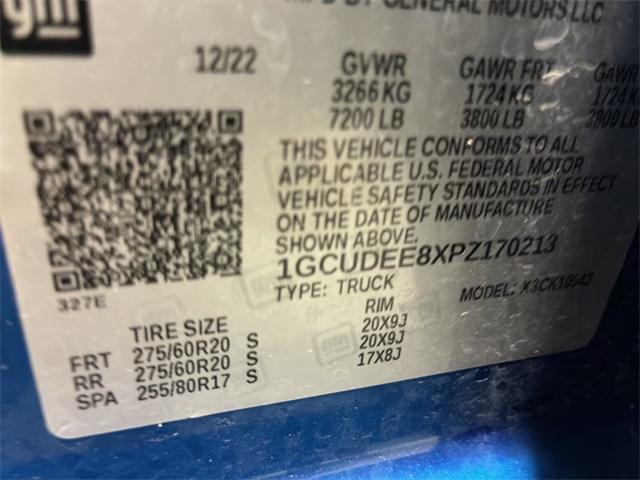 gm
BY GENERAL MOTORS LLC
12/22
GVWR GAWR FRT GAWR
3266 KG 1724 KG 1724 K
7200 LB 3800 LB 3800 LB
THIS VEHICLE CONFORMS TO ALL
APPLICABLE U.S. FEDERAL MOTOR
VEHICLE SAFETY STANDARDS IN EFFECT
ON THE DATE OF MANUFACTURE
SHOWN ABOVE.
1GCUDEE8XPZ170213
327E
TYPE: TRUCK MODEL: X3CK10543
TIRE SIZE RIM
FRT 275/60R20 S 20X9J
RR 275/60R20 S 20X9J
SPA 255/80R17 S 17X8J